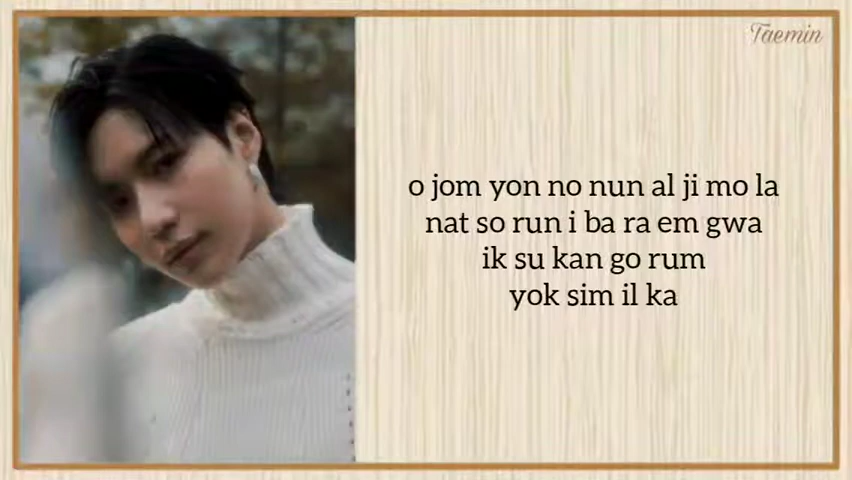 Taemin
o jom yon no nun al ji mo la
nat so run i ba ra em gwa
ik su kan go rum
yok sim il ka